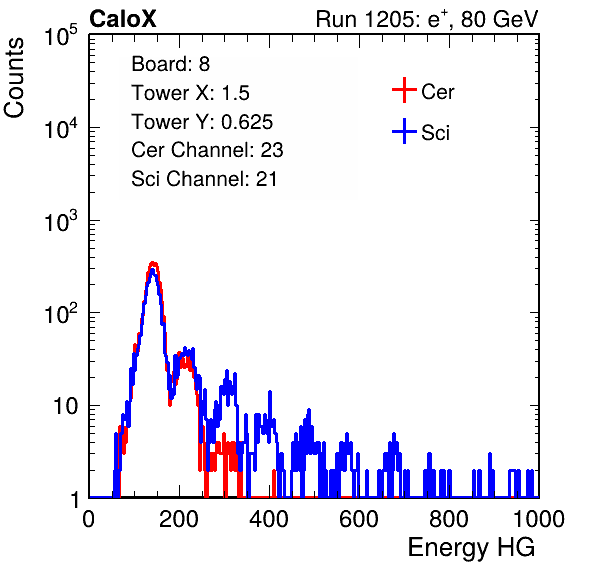 CaloX Run 1205: e+, 80 GeV
Counts
Board: 8
Tower X: 1.5
Tower Y: 0.625
Cer Channel: 23
Sci Channel: 21
Cer
Sci
10^5
10^4
10^3
10^2
10
1
0 200 400 600 800 1000
Energy HG